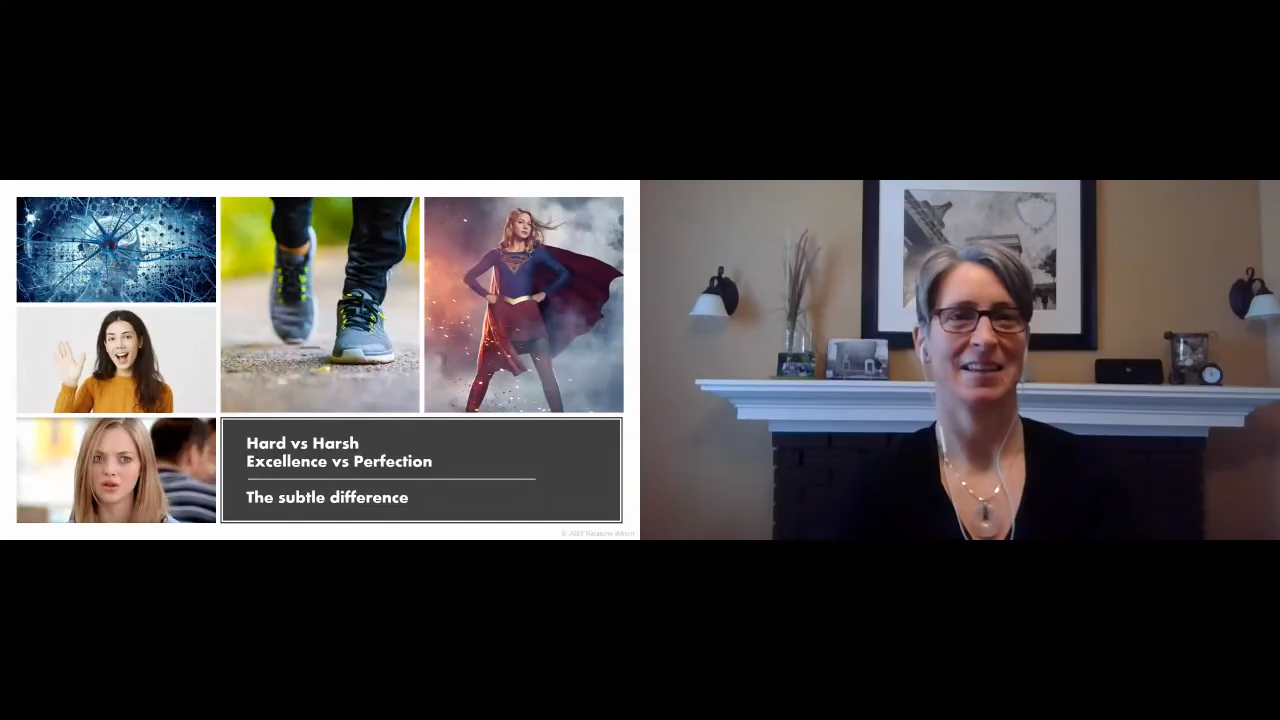 Hard vs Harsh
Excellence vs Perfection
The subtle difference